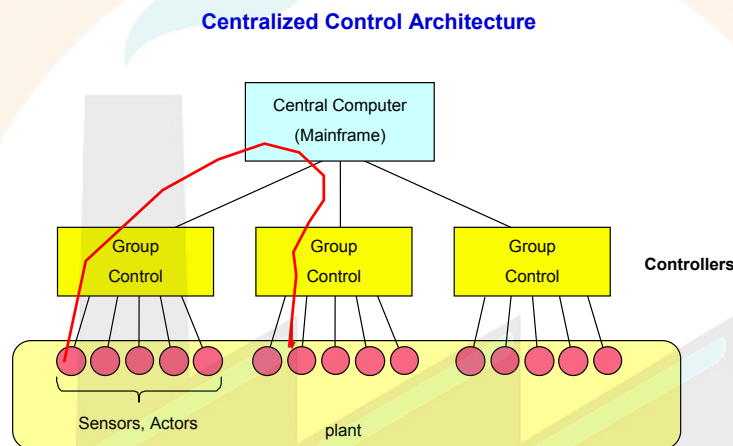 Centralized Control Architecture
Central Computer
(Mainframe)
Group
Control
Group
Control
Group
Control
Controllers
Sensors, Actors
plant